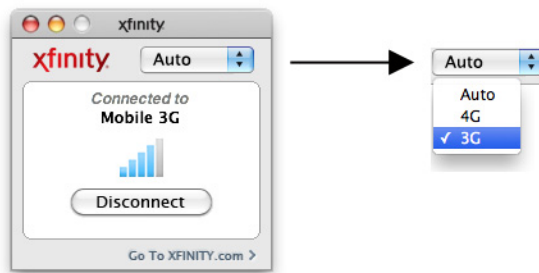 xfinity
xfinity. Auto
Connected to
Mobile 3G
Disconnect
Go To XFINITY.com >
Auto
Auto
4G
✓ 3G